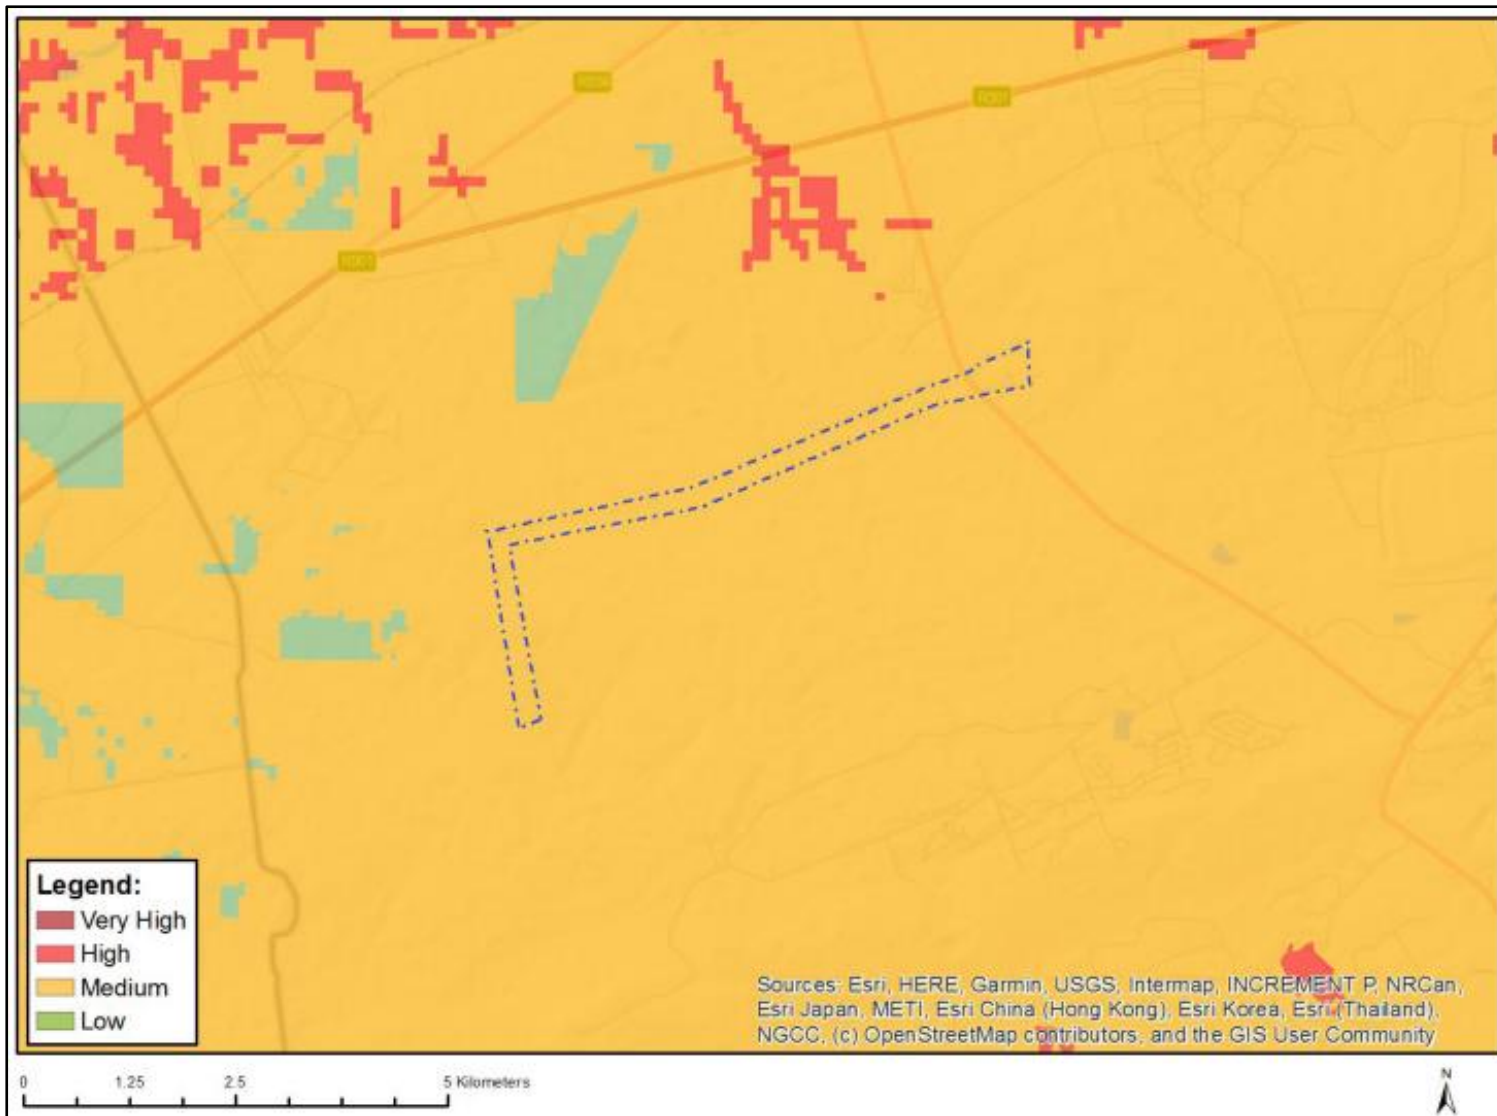 Legend:
Very High
High
Medium
Low
Sources: Esri, HERE, Garmin, USGS, Intermap, INCREMENT P, NRCan,
Esri Japan, METI, Esri China (Hong Kong), Esri Korea, Esri (Thailand),
NGCC, (c) OpenStreetMap contributors, and the GIS User Community
0 1.25 2.5 5 Kilometers
N